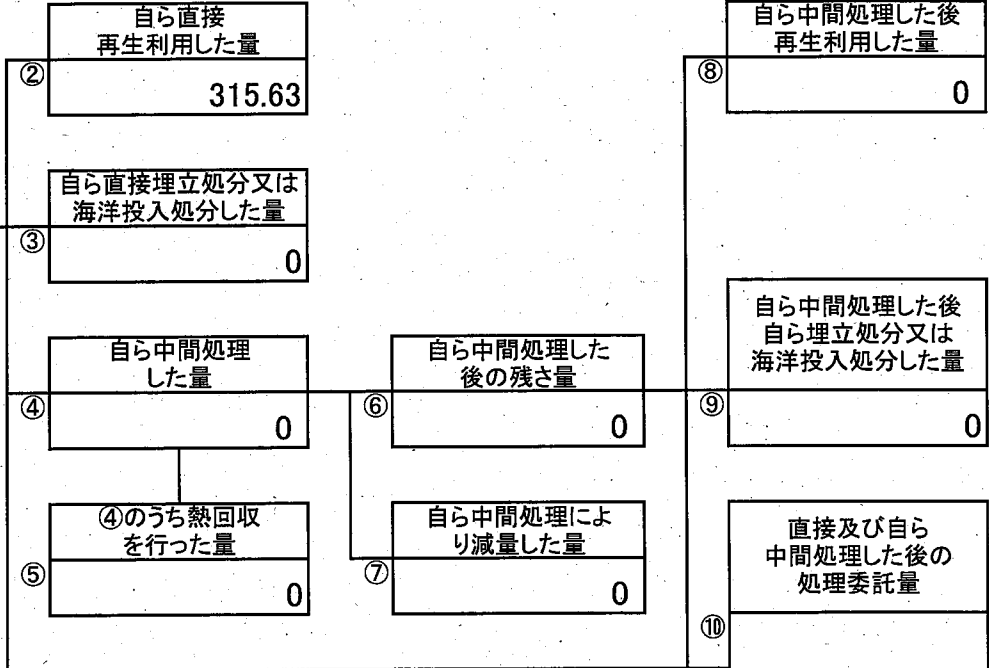 自ら直接
再生利用した量
②
315.63
自ら直接埋立処分又は
海洋投入処分した量
③
0
自ら中間処理
した量
④
0
④のうち熱回収
を行った量
⑤
0
自ら中間処理した
後の残さ量
⑥
0
自ら中間処理によ
り減量した量
⑦
0
自ら中間処理した後
再生利用した量
⑧
0
自ら中間処理した後
自ら埋立処分又は
海洋投入処分した量
⑨
0
直接及び自ら
中間処理した後の
処理委託量
⑩